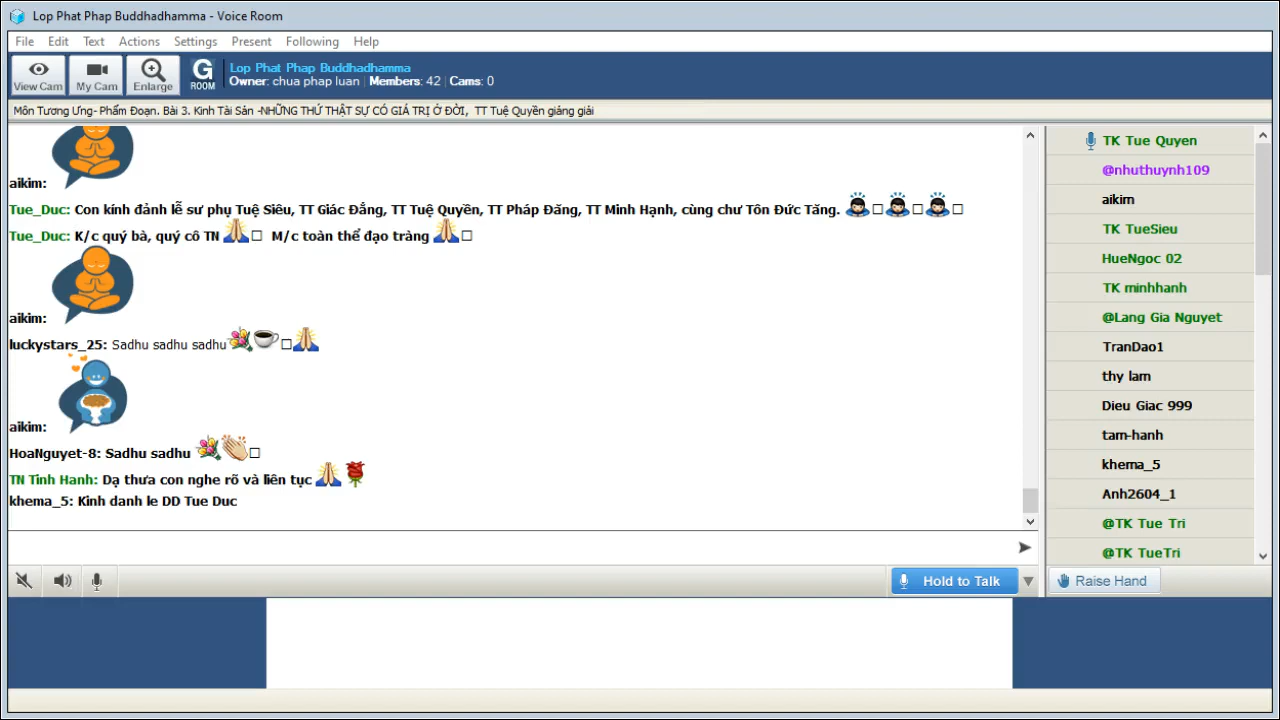 Lop Phat Phap Buddhadhamma - Voice Room
File Edit Text Actions Settings Present Following Help
View Cam My Cam Enlarge G ROOM
Lop Phat Phap Buddhadhamma
Owner: chua phap luan Members: 42 Cams: 0
Môn Tương Ưng- Phẩm Đoạn. Bài 3. Kinh Tài Sản -NHỮNG THỨ THẬT SỰ CÓ GIÁ TRỊ Ở ĐỜI, TT Tuệ Quyền giảng giải
aikim:
Tue_Duc: Con kính đảnh lễ sư phụ Tuệ Siêu, TT Giác Đẳng, TT Tuệ Quyền, TT Pháp Đăng, TT Minh Hạnh, cùng chư Tôn Đức Tăng.
Tue_Duc: K/c quý bà, quý cô TN M/c toàn thể đạo tràng
aikim:
luckystars_25: Sadhu sadhu sadhu
aikim:
HoaNguyet-8: Sadhu sadhu
TN Tinh Hanh: Dạ thưa con nghe rõ và liên tục
khema_5: Kinh danh le DD Tue Duc
TK Tue Quyen
@nhuthuynh109
aikim
TK TueSieu
HueNgoc 02
TK minhhanh
@Lang Gia Nguyet
TranDao1
thy lam
Dieu Giac 999
tam-hanh
khema_5
Anh2604_1
@TK Tue Tri
@TK TueTri
Hold to Talk
Raise Hand